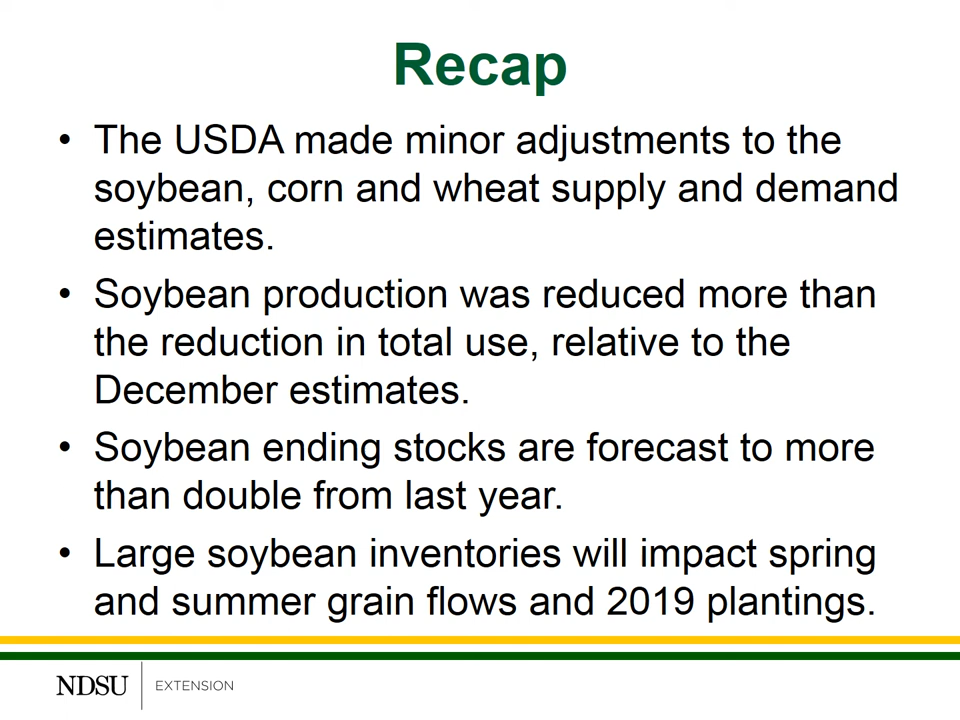 Recap
• The USDA made minor adjustments to the
soybean, corn and wheat supply and demand
estimates.
• Soybean production was reduced more than
the reduction in total use, relative to the
December estimates.
• Soybean ending stocks are forecast to more
than double from last year.
• Large soybean inventories will impact spring
and summer grain flows and 2019 plantings.
NDSU EXTENSION